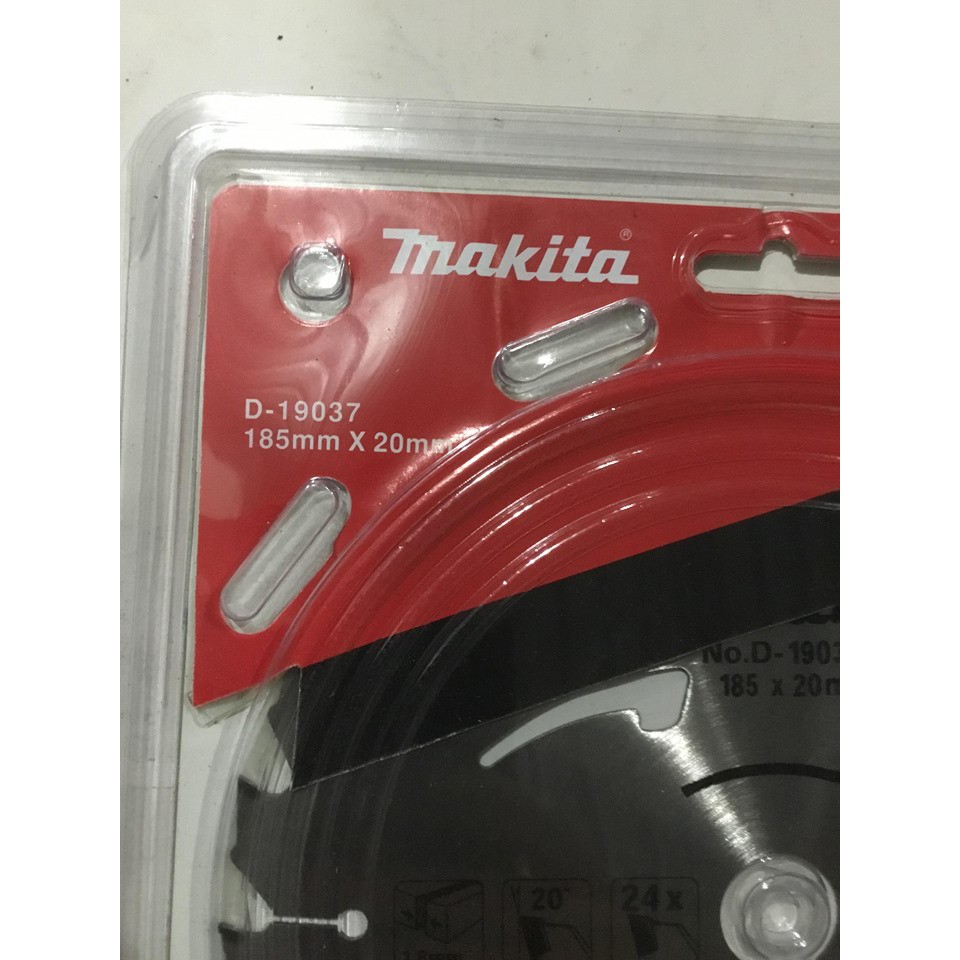 makita®
D-19037
185mm X 20mm
No.D-1903
185 x 20m
20°
24x